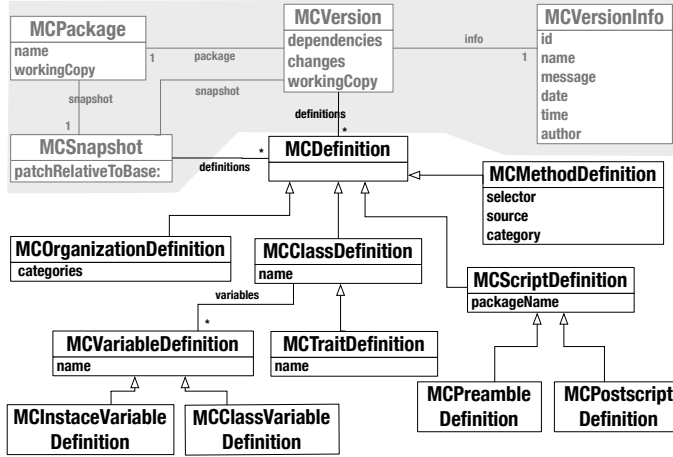 MCPackage
name
workingCopy
1
package
snapshot
MCVersion
dependencies
changes
workingCopy
info
1
MCVersionInfo
id
name
message
date
time
author
snapshot
1
definitions
*
MCSnapshot
patchRelativeToBase:
*
definitions
MCDefinition
MCMethodDefinition
selector
source
category
MCOrganizationDefinition
categories
MCClassDefinition
name
MCScriptDefinition
packageName
variables
*
MCVariableDefinition
name
MCTraitDefinition
name
MCInstaceVariable
Definition
MCClassVariable
Definition
MCPreamble
Definition
MCPostscript
Definition